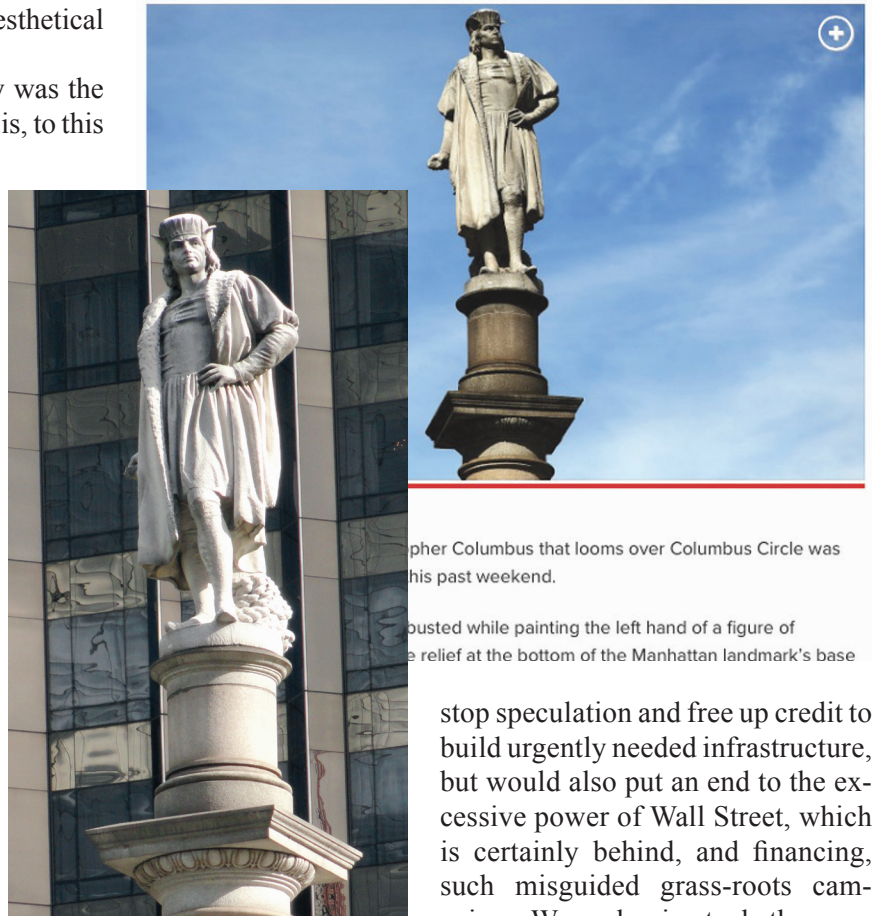 esthetical
was the
is, to this
opher Columbus that looms over Columbus Circle was
this past weekend.
busted while painting the left hand of a figure of
relief at the bottom of the Manhattan landmark's base
stop speculation and free up credit to
build urgently needed infrastructure,
but would also put an end to the ex-
cessive power of Wall Street, which
is certainly behind, and financing,
such misguided grass-roots cam-